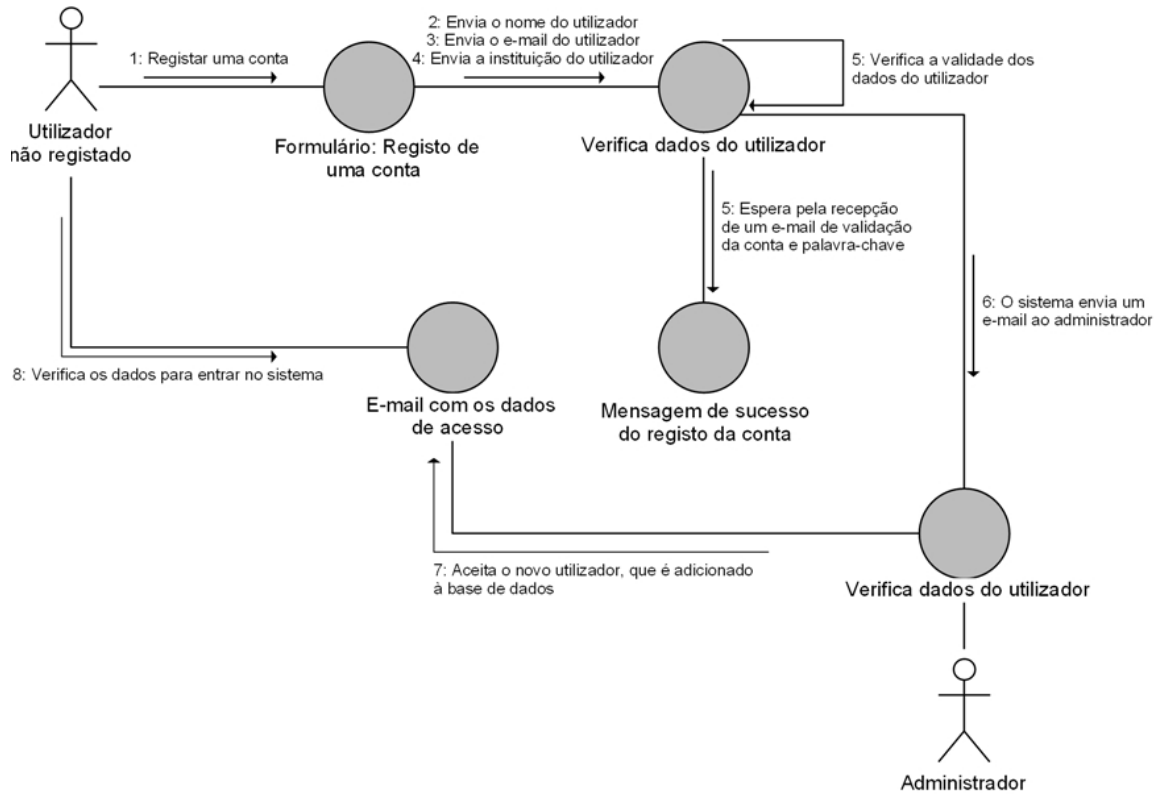 1: Registar uma conta
2: Envia o nome do utilizador
3: Envia o e-mail do utilizador
4: Envia a instituição do utilizador
5: Verifica a validade dos
dados do utilizador
Utilizador
não registado
Formulário: Registo de
uma conta
Verifica dados do utilizador
5: Espera pela recepção
de um e-mail de validação
da conta e palavra-chave
6: O sistema envia um
e-mail ao administrador
8: Verifica os dados para entrar no sistema
E-mail com os dados
de acesso
Mensagem de sucesso
do registo da conta
7: Aceita o novo utilizador, que é adicionado
à base de dados
Verifica dados do utilizador
Administrador